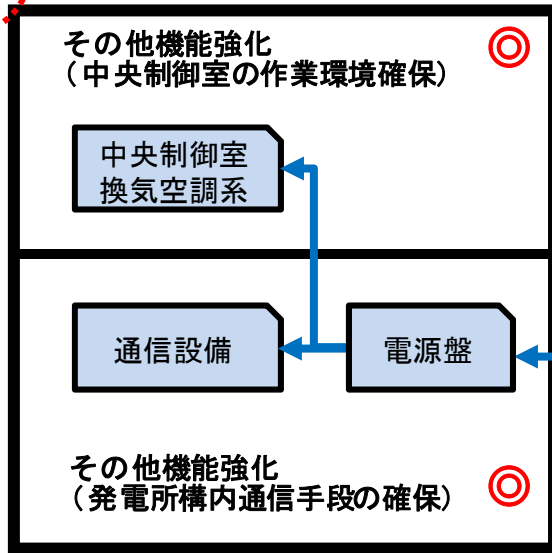 その他機能強化
（中央制御室の作業環境確保）
◎
中央制御室
換気空調系
通信設備
電源盤
その他機能強化
（発電所構内通信手段の確保）
◎